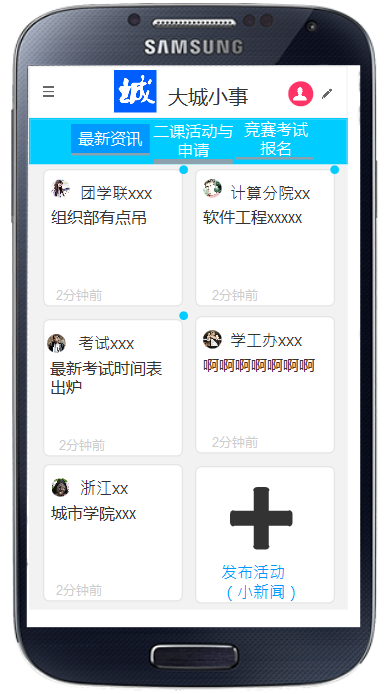 SAMSUNG
城
大城小事
最新资讯
二课活动与
申请
竞赛考试
报名
团学联xxx
组织部有点吊
2分钟前
计算分院xx
软件工程xxxxx
2分钟前
考试xxx
最新考试时间表
出炉
2分钟前
学工办xxx
啊啊啊啊啊啊啊
2分钟前
浙江xx
城市学院xxx
2分钟前
发布活动
（小新闻）